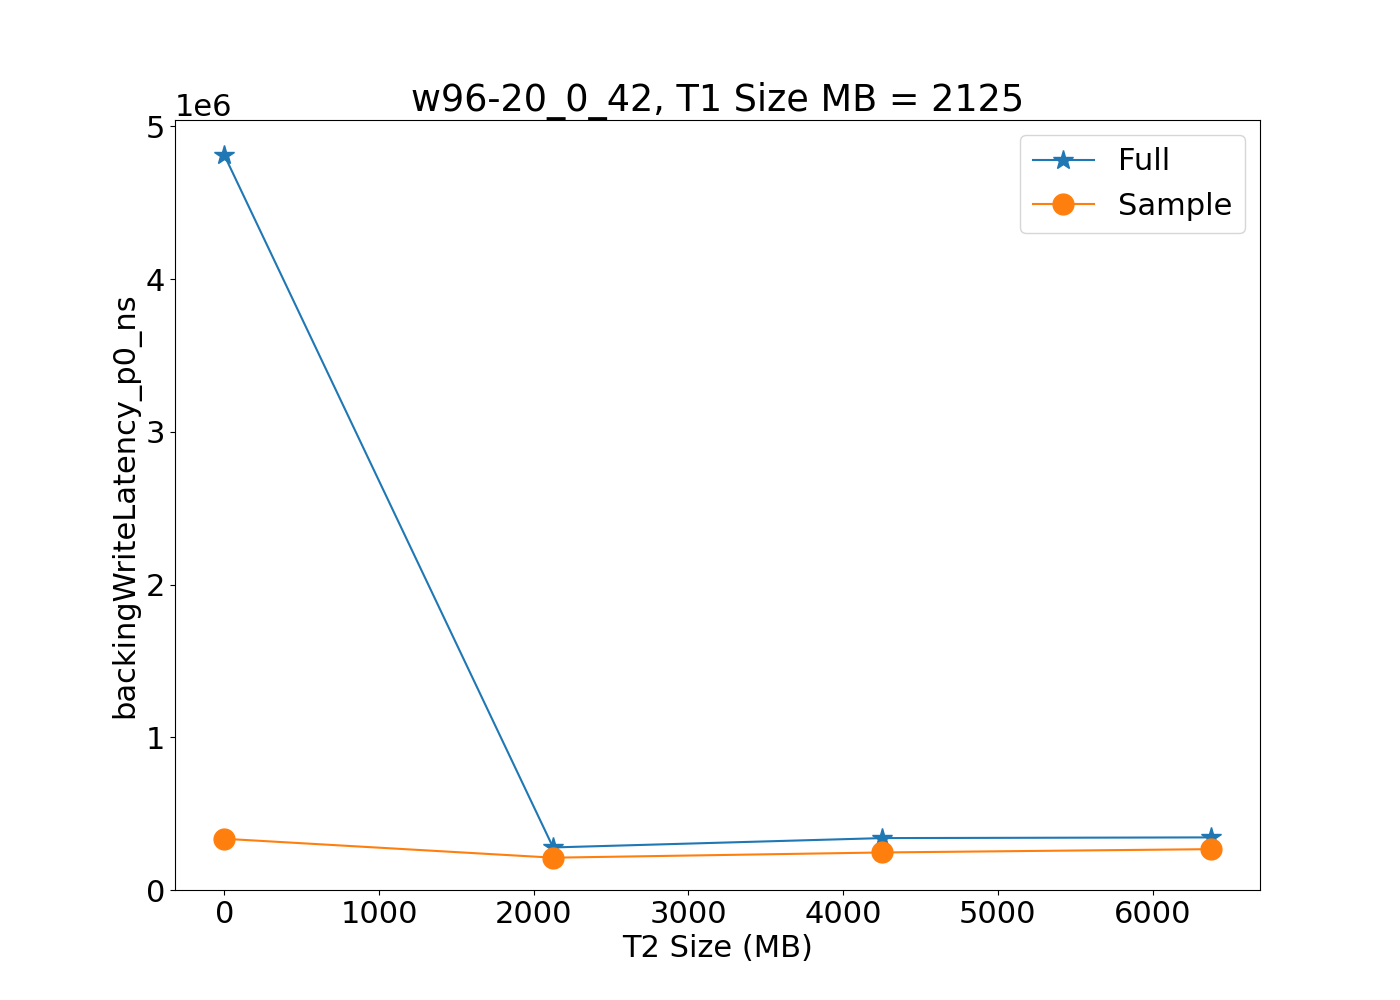 w96-20_0_42, T1 Size MB = 2125
1e6
5
4
3
2
1
0
backingWriteLatency_p0_ns
Full
Sample
0 1000 2000 3000 4000 5000 6000
T2 Size (MB)